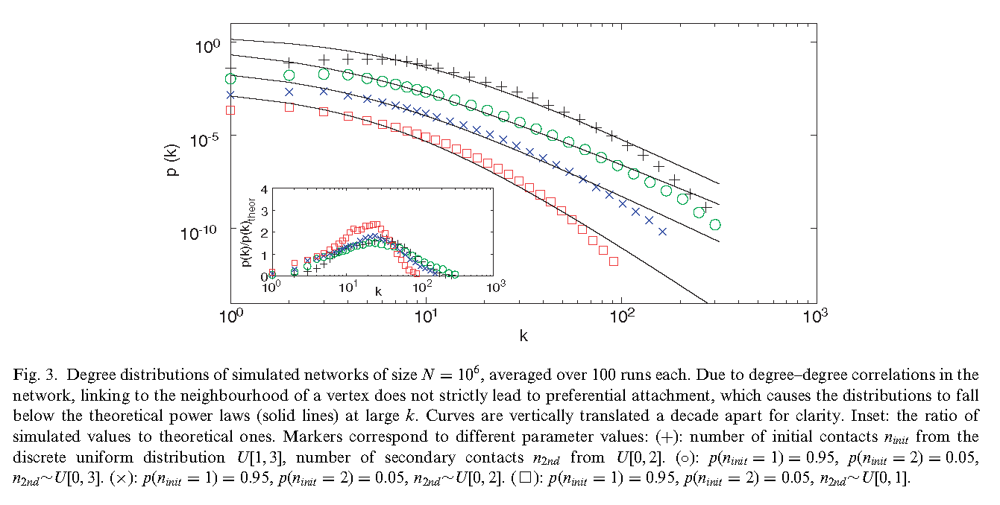 10^0
10^-5
10^-10
p (k)
4
3
2
1
0
p(k)/p(k)_theor
10^0 10^1 10^2 10^3
k
10^0 10^1 10^2 10^3
k
Fig. 3. Degree distributions of simulated networks of size N = 10^6, averaged over 100 runs each. Due to degree–degree correlations in the
network, linking to the neighbourhood of a vertex does not strictly lead to preferential attachment, which causes the distributions to fall
below the theoretical power laws (solid lines) at large k. Curves are vertically translated a decade apart for clarity. Inset: the ratio of
simulated values to theoretical ones. Markers correspond to different parameter values: (+): number of initial contacts n_init from the
discrete uniform distribution U[1, 3], number of secondary contacts n_2nd from U[0, 2]. (○): p(n_init = 1) = 0.95, p(n_init = 2) = 0.05,
n_2nd~U[0, 3]. (×): p(n_init = 1) = 0.95, p(n_init = 2) = 0.05, n_2nd~U[0, 2]. (□): p(n_init = 1) = 0.95, p(n_init = 2) = 0.05, n_2nd~U[0, 1].